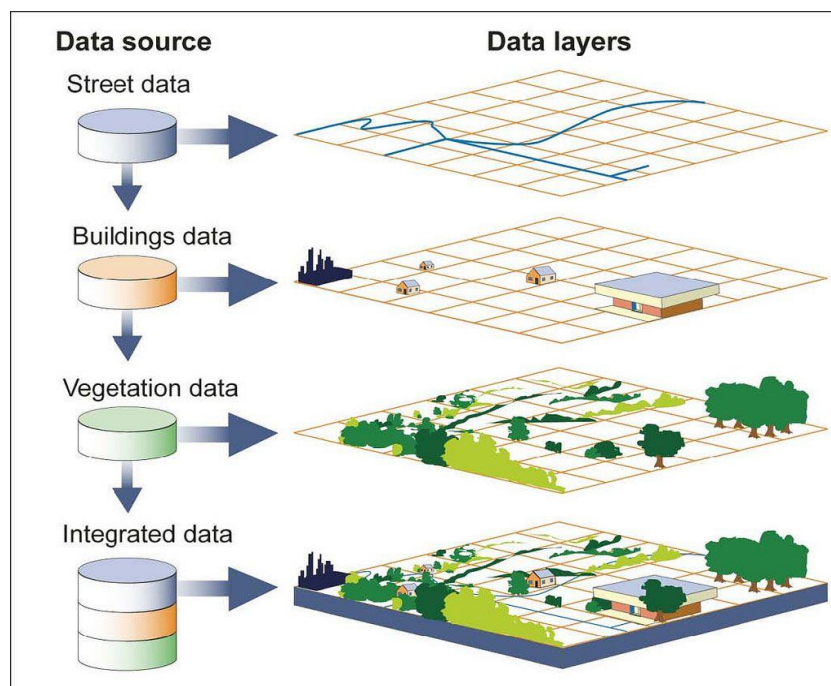 Data source
Data layers
Street data
Buildings data
Vegetation data
Integrated data